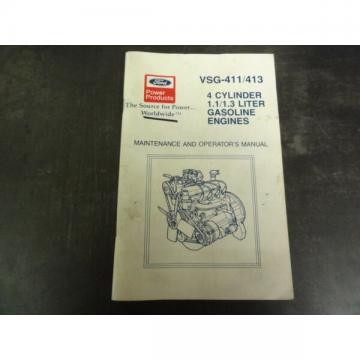 Ford
Power
Products
The Source for Power...
Worldwide™
VSG-411/413
4 CYLINDER
1.1/1.3 LITER
GASOLINE
ENGINES
MAINTENANCE AND OPERATOR'S MANUAL